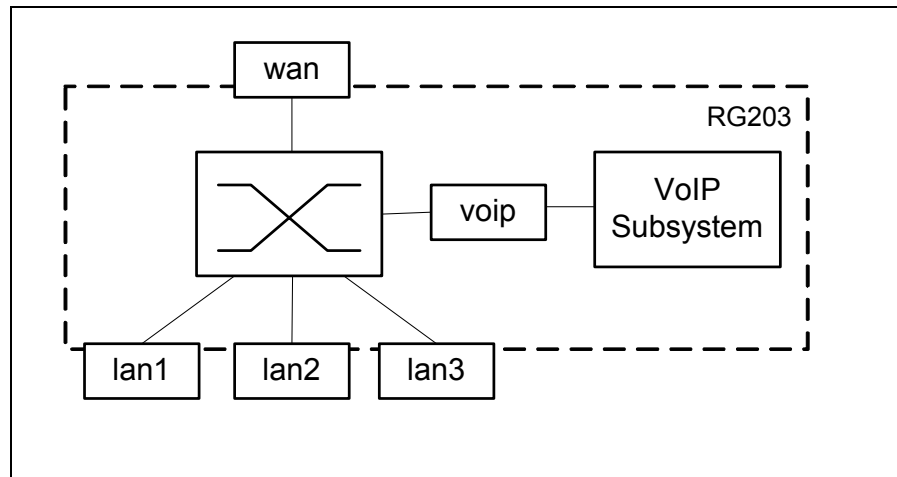 wan
RG203
VoIP
Subsystem
voip
lan1
lan2
lan3